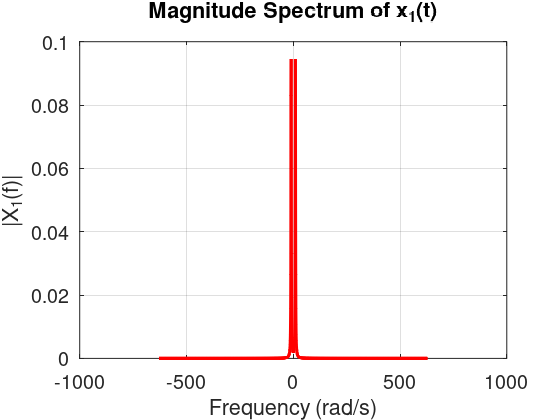 Magnitude Spectrum of x₁(t)
0.1
0.08
0.06
0.04
0.02
0
|X₁(f)|
-1000 -500 0 500 1000
Frequency (rad/s)